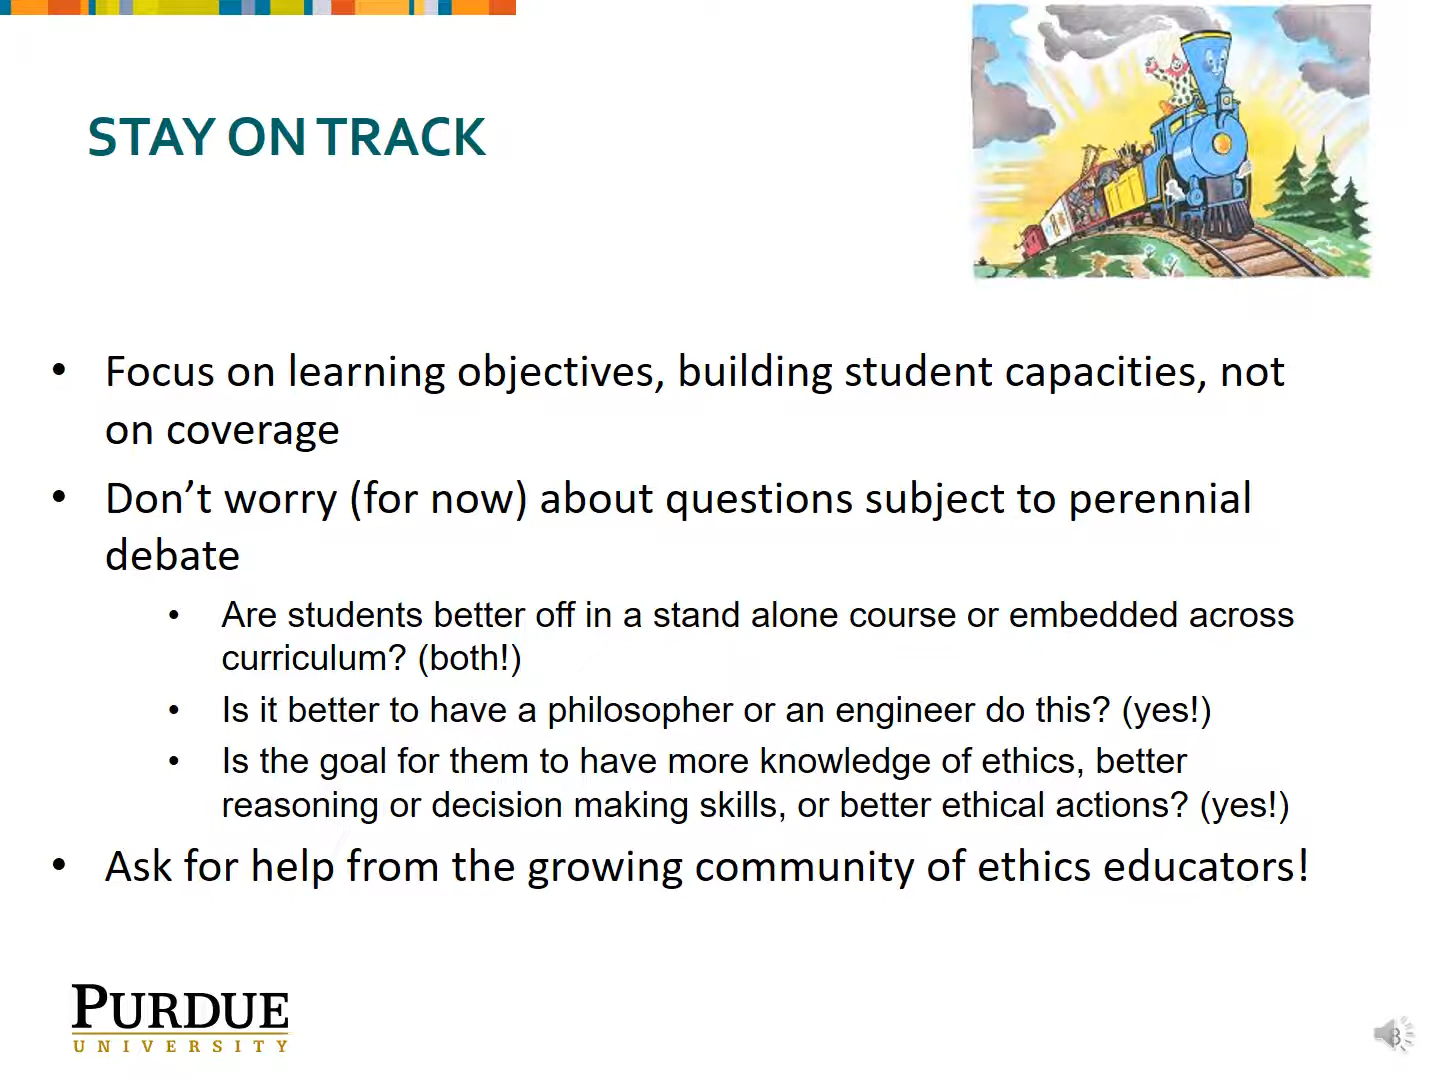 STAY ON TRACK
• Focus on learning objectives, building student capacities, not
on coverage
• Don’t worry (for now) about questions subject to perennial
debate
• Are students better off in a stand alone course or embedded across
curriculum? (both!)
• Is it better to have a philosopher or an engineer do this? (yes!)
• Is the goal for them to have more knowledge of ethics, better
reasoning or decision making skills, or better ethical actions? (yes!)
• Ask for help from the growing community of ethics educators!
PURDUE
UNIVERSITY
8